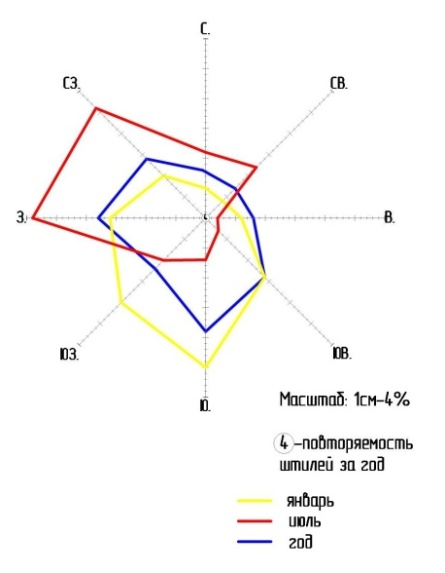 С.
СЗ.
СВ.
З.
В.
ЮЗ.
ЮВ.
Ю.
Масштаб: 1см-4%
4 -повторяемость
штилей за год
январь
июль
год